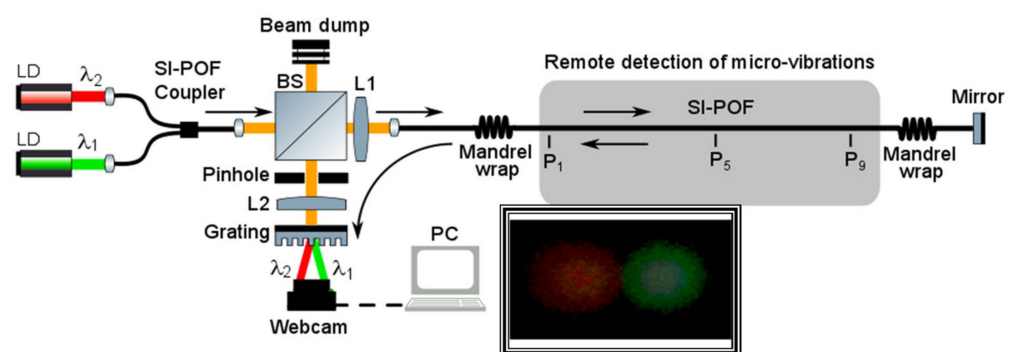 Beam dump
LD
λ2
SI-POF
Coupler
BS
L1
Remote detection of micro-vibrations
SI-POF
Mirror
LD
λ1
Mandrel
wrap
P1
P5
P9
Mandrel
wrap
Pinhole
L2
Grating
PC
λ2
λ1
Webcam